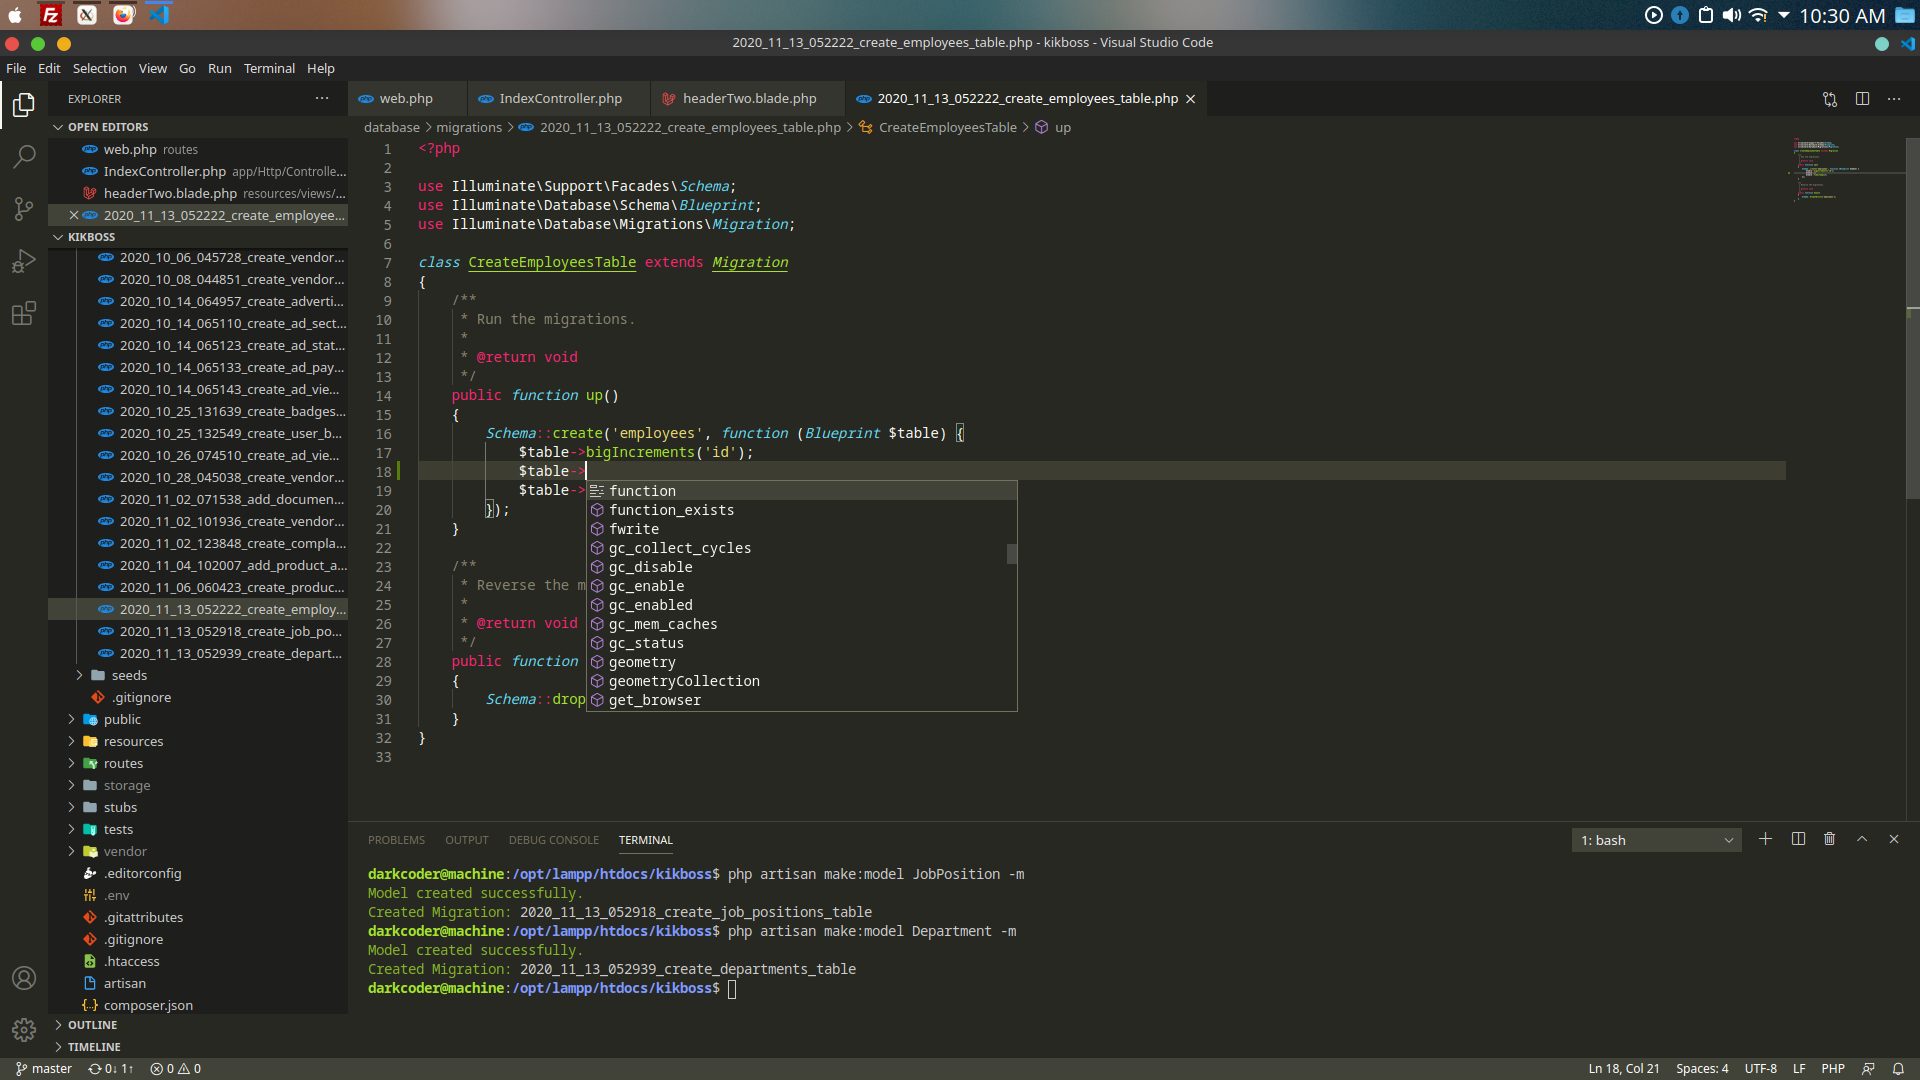 10:30 AM
2020_11_13_052222_create_employees_table.php - kikboss - Visual Studio Code
File Edit Selection View Go Run Terminal Help
EXPLORER
web.php
IndexController.php
headerTwo.blade.php
2020_11_13_052222_create_employees_table.php
OPEN EDITORS
web.php routes
IndexController.php app/Http/Controlle...
headerTwo.blade.php resources/views/...
2020_11_13_052222_create_employee...
KIKBOSS
2020_10_06_045728_create_vendor...
2020_10_08_044851_create_vendor...
2020_10_14_064957_create_adverti...
2020_10_14_065110_create_ad_sect...
2020_10_14_065123_create_ad_stat...
2020_10_14_065133_create_ad_pay...
2020_10_14_065143_create_ad_vie...
2020_10_25_131639_create_badges...
2020_10_25_132549_create_user_b...
2020_10_26_074510_create_ad_vie...
2020_10_28_045038_create_vendor...
2020_11_02_071538_add_documen...
2020_11_02_101936_create_vendor...
2020_11_02_123848_create_compla...
2020_11_04_102007_add_product_a...
2020_11_06_060423_create_produc...
2020_11_13_052222_create_employ...
2020_11_13_052918_create_job_po...
2020_11_13_052939_create_depart...
seeds
.gitignore
public
resources
routes
storage
stubs
tests
vendor
.editorconfig
.env
.gitattributes
.gitignore
.htaccess
artisan
composer.json
OUTLINE
TIMELINE
database > migrations > 2020_11_13_052222_create_employees_table.php > CreateEmployeesTable > up
1 <?php
2
3 use Illuminate\Support\Facades\Schema;
4 use Illuminate\Database\Schema\Blueprint;
5 use Illuminate\Database\Migrations\Migration;
6
7 class CreateEmployeesTable extends Migration
8 {
9 /**
10 * Run the migrations.
11 *
12 * @return void
13 */
14 public function up()
15 {
16 Schema::create('employees', function (Blueprint $table) {
17 $table->bigIncrements('id');
18 $table->
19 $table->
20 });
21 }
22
23 /**
24 * Reverse the m
25 *
26 * @return void
27 */
28 public function
29 {
30 Schema::drop
31 }
32 }
33
function
function_exists
fwrite
gc_collect_cycles
gc_disable
gc_enable
gc_enabled
gc_mem_caches
gc_status
geometry
geometryCollection
get_browser
PROBLEMS OUTPUT DEBUG CONSOLE TERMINAL
1: bash
darkcoder@machine:/opt/lampp/htdocs/kikboss$ php artisan make:model JobPosition -m
Model created successfully.
Created Migration: 2020_11_13_052918_create_job_positions_table
darkcoder@machine:/opt/lampp/htdocs/kikboss$ php artisan make:model Department -m
Model created successfully.
Created Migration: 2020_11_13_052939_create_departments_table
darkcoder@machine:/opt/lampp/htdocs/kikboss$
master 0↓ 1↑ 0 0
Ln 18, Col 21 Spaces: 4 UTF-8 LF PHP